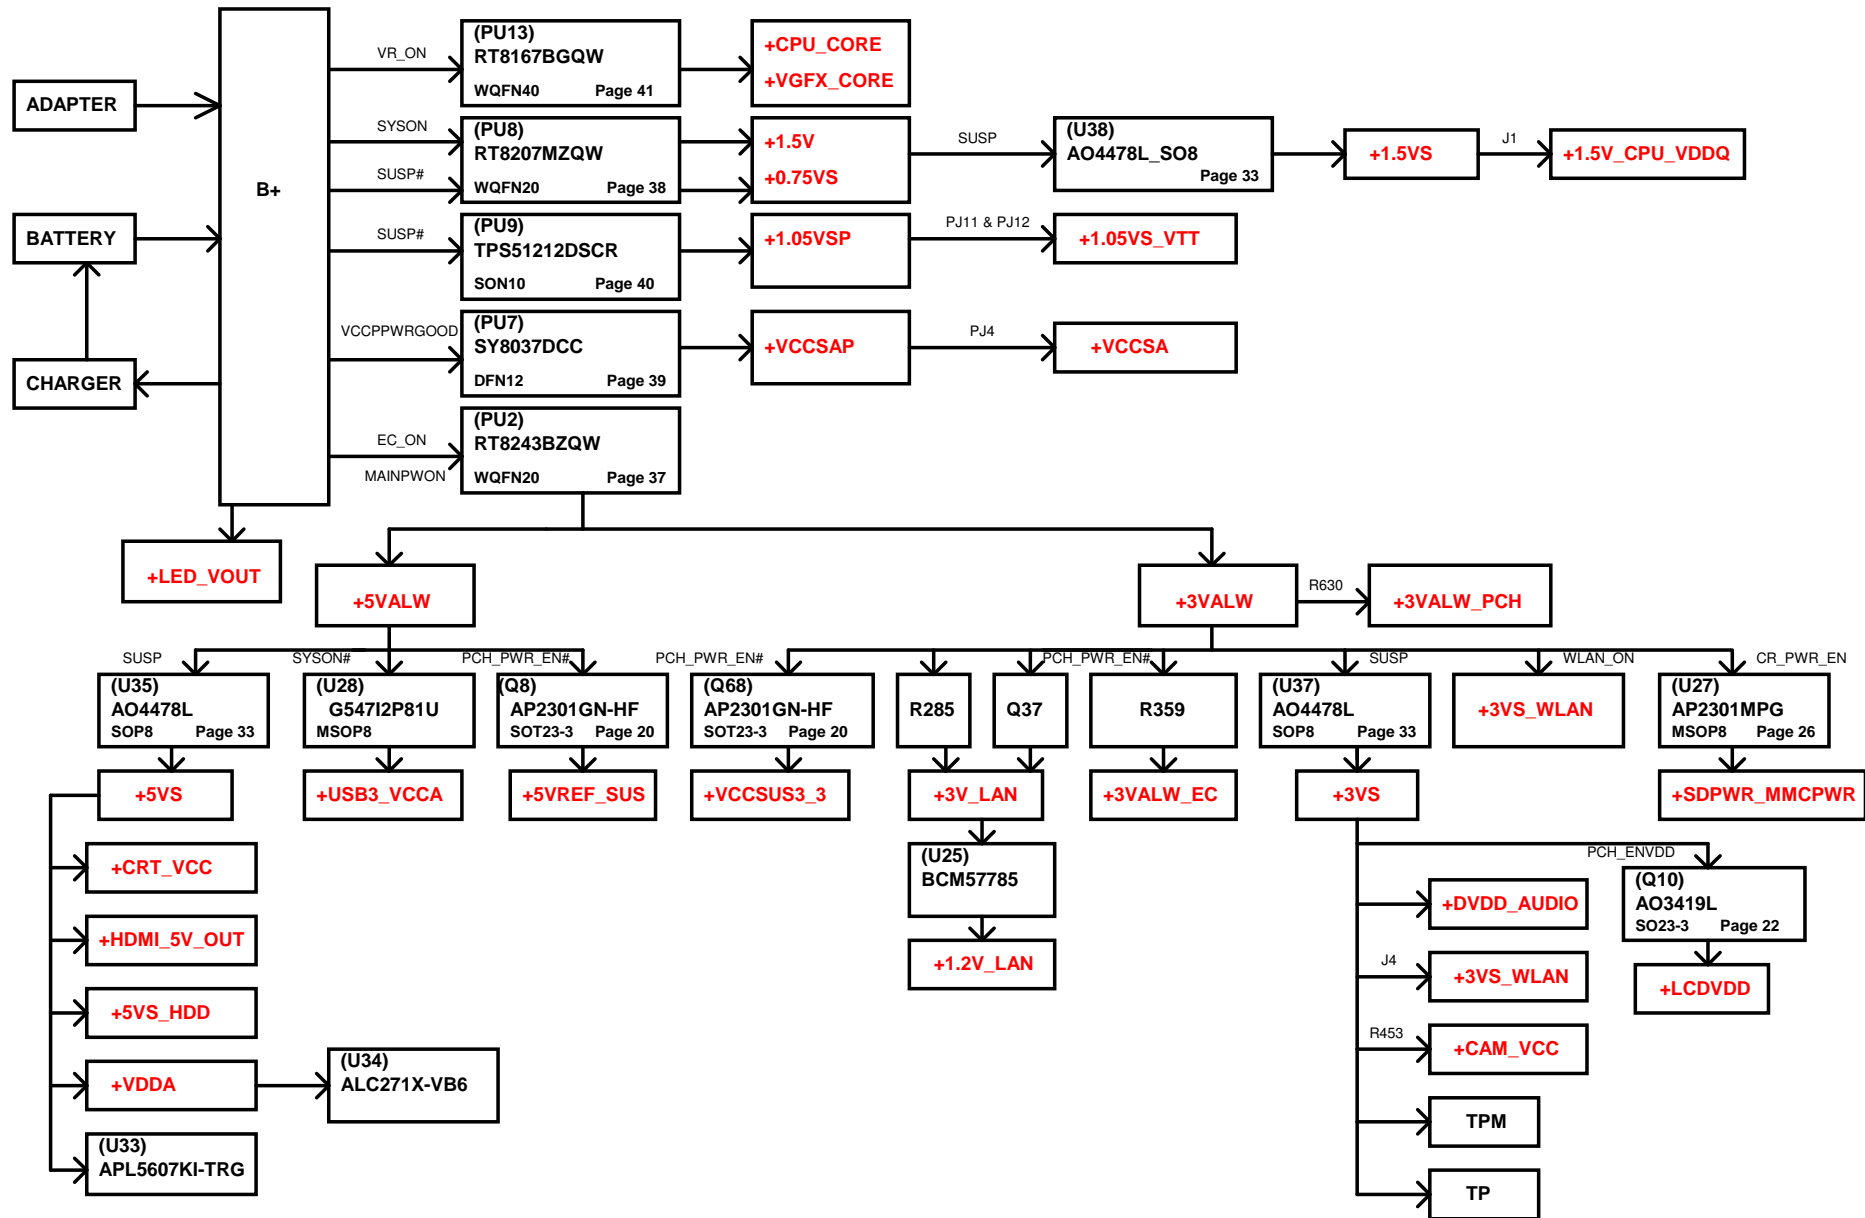 ADAPTER
BATTERY
CHARGER
B+
VR_ON
(PU13)
RT8167BGQW
WQFN40 Page 41
+CPU_CORE
+VGFX_CORE
SYSON
SUSP#
(PU8)
RT8207MZQW
WQFN20 Page 38
+1.5V
+0.75VS
SUSP
(U38)
AO4478L_SO8
Page 33
+1.5VS
J1
+1.5V_CPU_VDDQ
SUSP#
(PU9)
TPS51212DSCR
SON10 Page 40
+1.05VSP
PJ11 & PJ12
+1.05VS_VTT
VCCPPWRGOOD
(PU7)
SY8037DCC
DFN12 Page 39
+VCCSAP
PJ4
+VCCSA
EC_ON
MAINPWON
(PU2)
RT8243BZQW
WQFN20 Page 37
+LED_VOUT
+5VALW
+3VALW
R630
+3VALW_PCH
SUSP
(U35)
AO4478L
SOP8 Page 33
SYSON#
(U28)
G547I2P81U
MSOP8
PCH_PWR_EN#
(Q8)
AP2301GN-HF
SOT23-3 Page 20
PCH_PWR_EN#
(Q68)
AP2301GN-HF
SOT23-3 Page 20
R285
PCH_PWR_EN#
Q37
R359
SUSP
(U37)
AO4478L
SOP8 Page 33
WLAN_ON
+3VS_WLAN
CR_PWR_EN
(U27)
AP2301MPG
MSOP8 Page 26
+5VS
+USB3_VCCA
+5VREF_SUS
+VCCSUS3_3
+3V_LAN
+3VALW_EC
+3VS
+SDPWR_MMCPWR
+CRT_VCC
+HDMI_5V_OUT
+5VS_HDD
+VDDA
(U34)
ALC271X-VB6
(U33)
APL5607KI-TRG
(U25)
BCM57785
+1.2V_LAN
PCH_ENVDD
(Q10)
AO3419L
SO23-3 Page 22
+LCDVDD
+DVDD_AUDIO
J4
+3VS_WLAN
R453
+CAM_VCC
TPM
TP